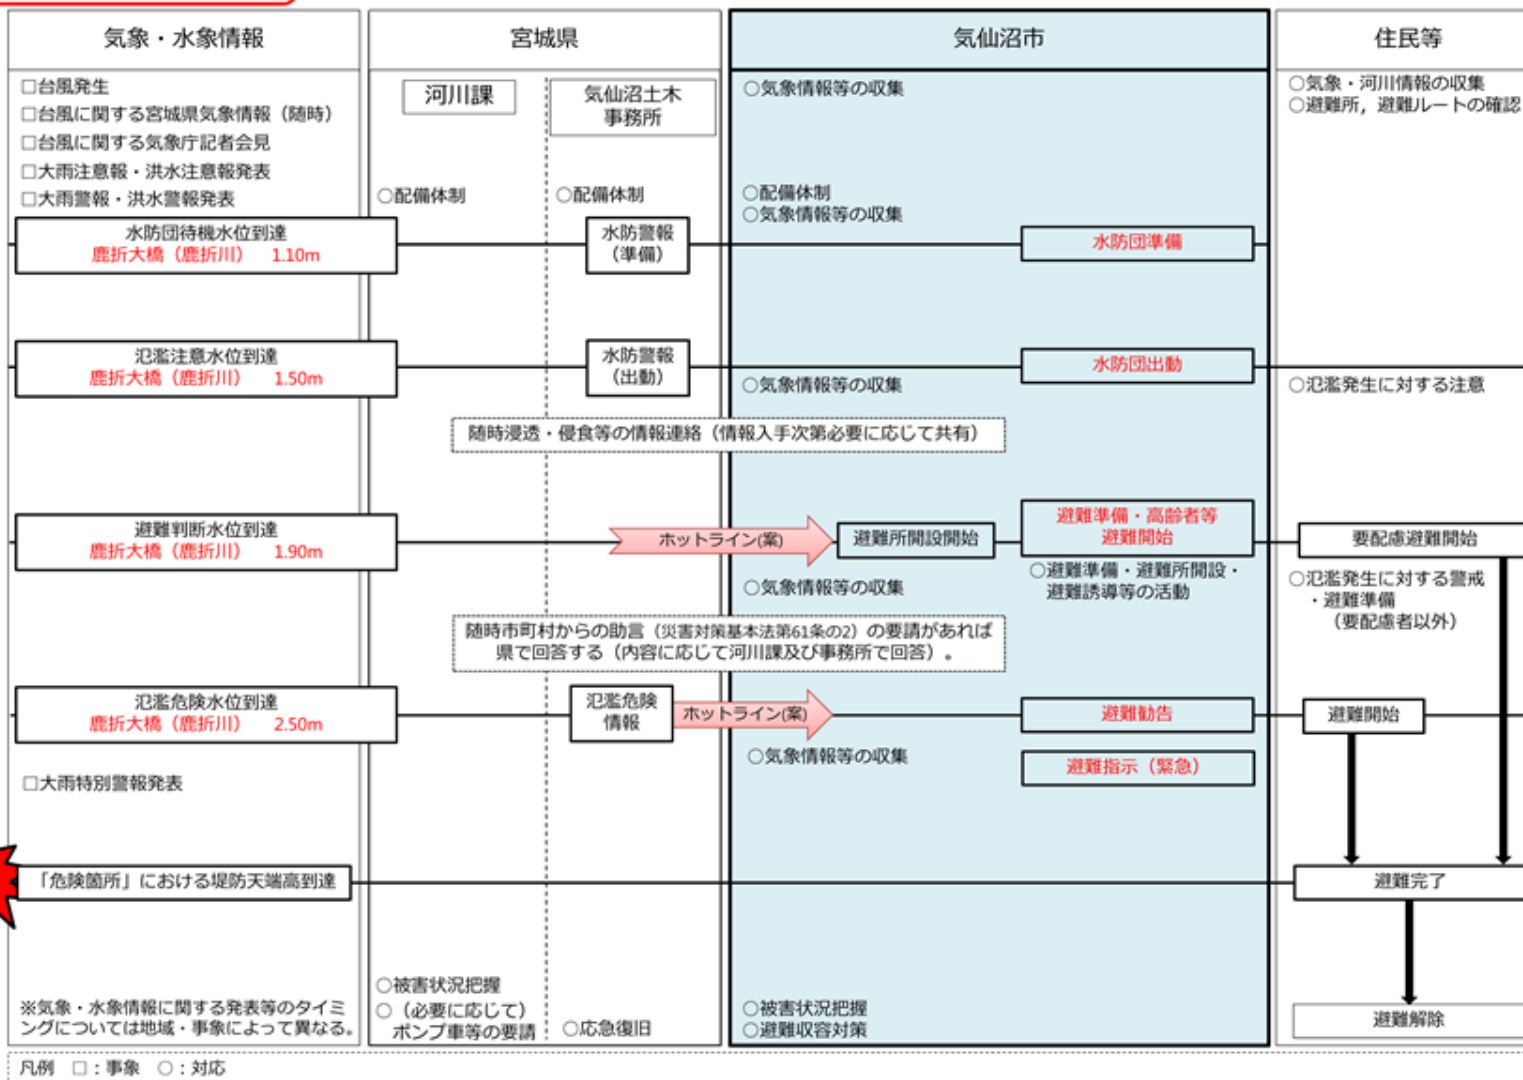 気象・水象情報
宮城県
気仙沼市
住民等
□台風発生
□台風に関する宮城県気象情報（随時）
□台風に関する気象庁記者会見
□大雨注意報・洪水注意報発表
□大雨警報・洪水警報発表
河川課
気仙沼土木
事務所
○配備体制
○配備体制
○気象情報等の収集
○配備体制
○気象情報等の収集
○気象・河川情報の収集
○避難所，避難ルートの確認
水防団待機水位到達
鹿折大橋（鹿折川）　1.10m
水防警報
（準備）
水防団準備
氾濫注意水位到達
鹿折大橋（鹿折川）　1.50m
水防警報
（出動）
○気象情報等の収集
水防団出動
○氾濫発生に対する注意
随時浸透・侵食等の情報連絡（情報入手次第必要に応じて共有）
避難判断水位到達
鹿折大橋（鹿折川）　1.90m
ホットライン(案)
避難所開設開始
避難準備・高齢者等
避難開始
要配慮避難開始
○気象情報等の収集
○避難準備・避難所開設・
避難誘導等の活動
○氾濫発生に対する警戒
・避難準備
（要配慮者以外）
随時市町村からの助言（災害対策基本法第61条の2）の要請があれば
県で回答する（内容に応じて河川課及び事務所で回答）。
氾濫危険水位到達
鹿折大橋（鹿折川）　2.50m
氾濫危険
情報
ホットライン(案)
避難勧告
避難開始
○気象情報等の収集
避難指示（緊急）
□大雨特別警報発表
「危険箇所」における堤防天端高到達
避難完了
※気象・水象情報に関する発表等のタイミ
ングについては地域・事象によって異なる。
○被害状況把握
○（必要に応じて）
ポンプ車等の要請
○応急復旧
○被害状況把握
○避難収容対策
避難解除
凡例　□：事象　○：対応